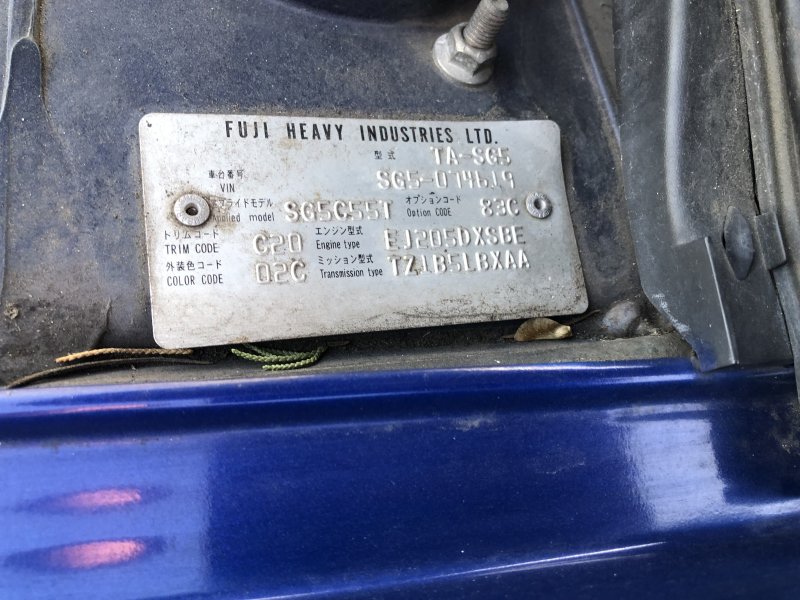 FUJI HEAVY INDUSTRIES LTD.
型式 TA-SG5
車台番号 VIN SG5-074619
アプライドモデル Applied model SG5C55T オプションコード Option CODE 83C
トリムコード TRIM CODE C20 エンジン型式 Engine type EJ205DXSBE
外装色コード COLOR CODE 02C ミッション型式 Transmission type TZ1B5LBXAA